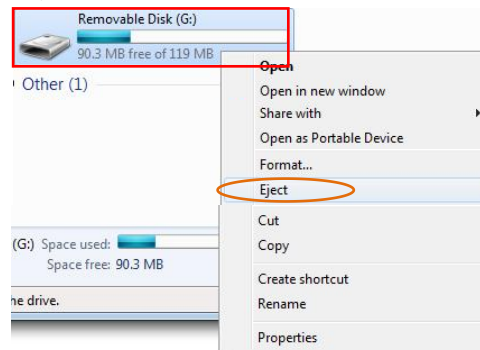 Removable Disk (G:)
90.3 MB free of 119 MB
Other (1)
Open
Open in new window
Share with
Open as Portable Device
Format...
Eject
Cut
Copy
Create shortcut
Rename
Properties
(G:) Space used:
Space free: 90.3 MB
he drive.